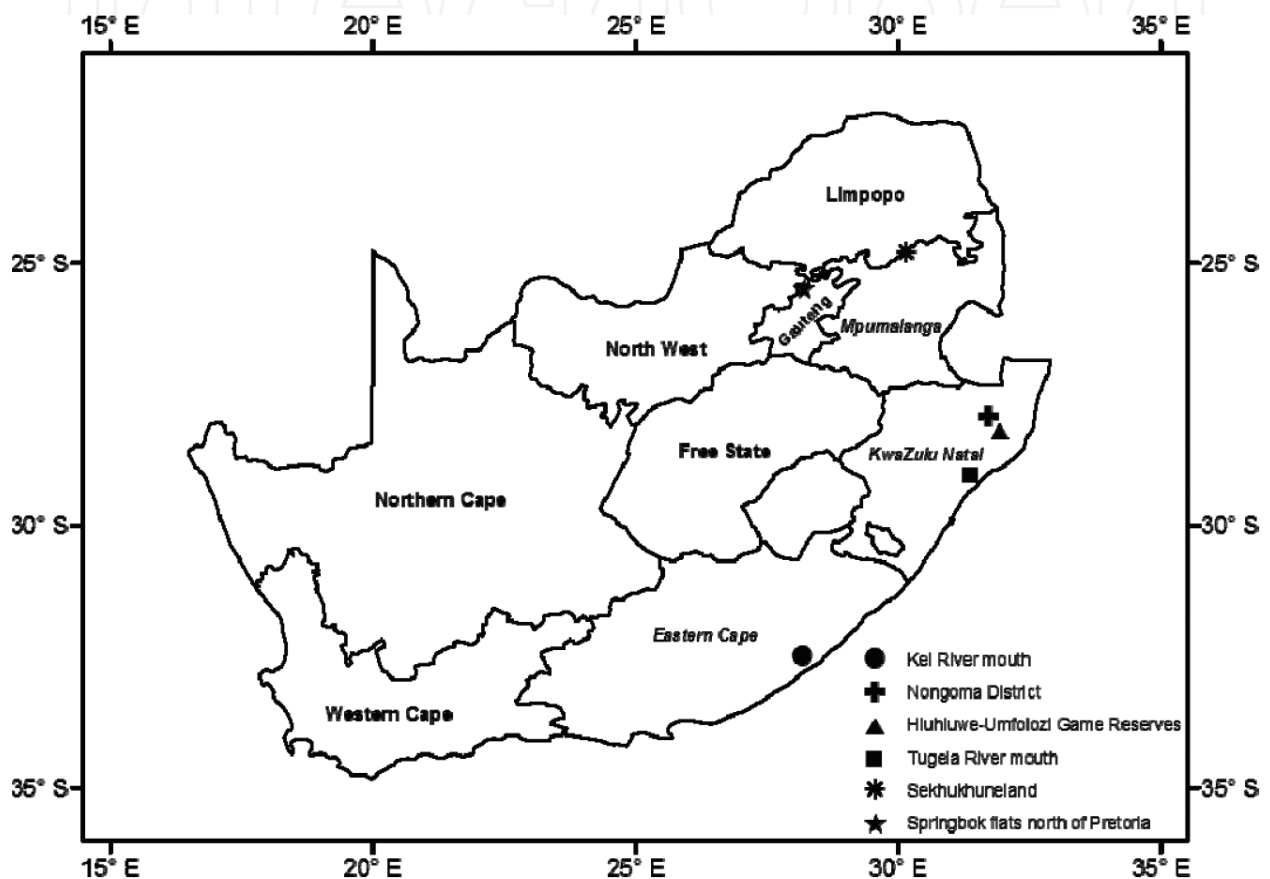 15° E 20° E 25° E 30° E 35° E
Limpopo
25° S 25° S
Gauteng
Mpumalanga
North West
Free State
KwaZulu Natal
Northern Cape
30° S 30° S
Eastern Cape
Kei River mouth
Nongoma District
Western Cape
Hluhluwe-Umfolozi Game Reserves
Tugela River mouth
35° S 35° S
Sekhukhuneland
Springbok flats north of Pretoria
15° E 20° E 25° E 30° E 35° E